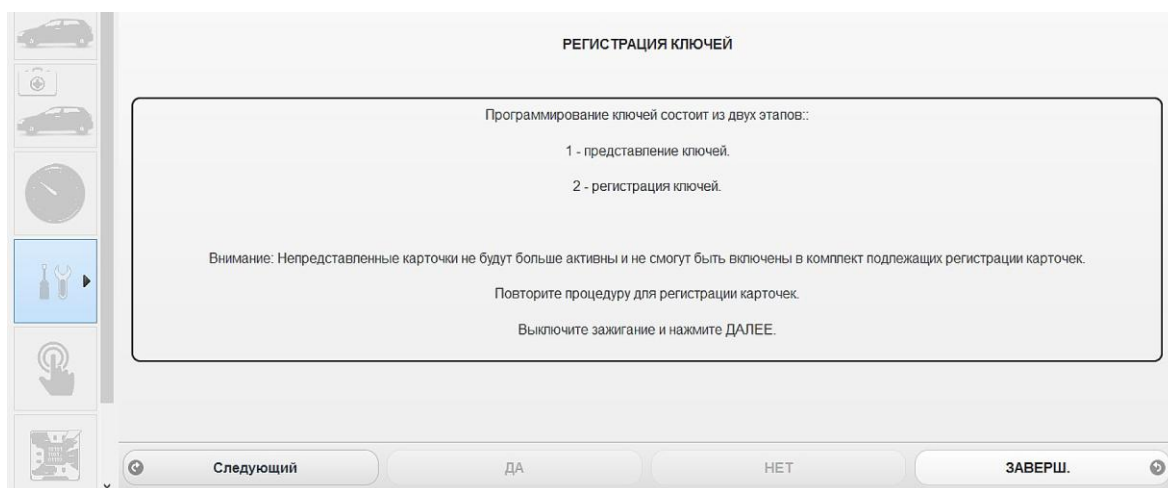 РЕГИСТРАЦИЯ КЛЮЧЕЙ
Программирование ключей состоит из двух этапов::
1 - представление ключей.
2 - регистрация ключей.
Внимание: Непредставленные карточки не будут больше активны и не смогут быть включены в комплект подлежащих регистрации карточек.
Повторите процедуру для регистрации карточек.
Выключите зажигание и нажмите ДАЛЕЕ.
Следующий
ДА
НЕТ
ЗАВЕРШ.